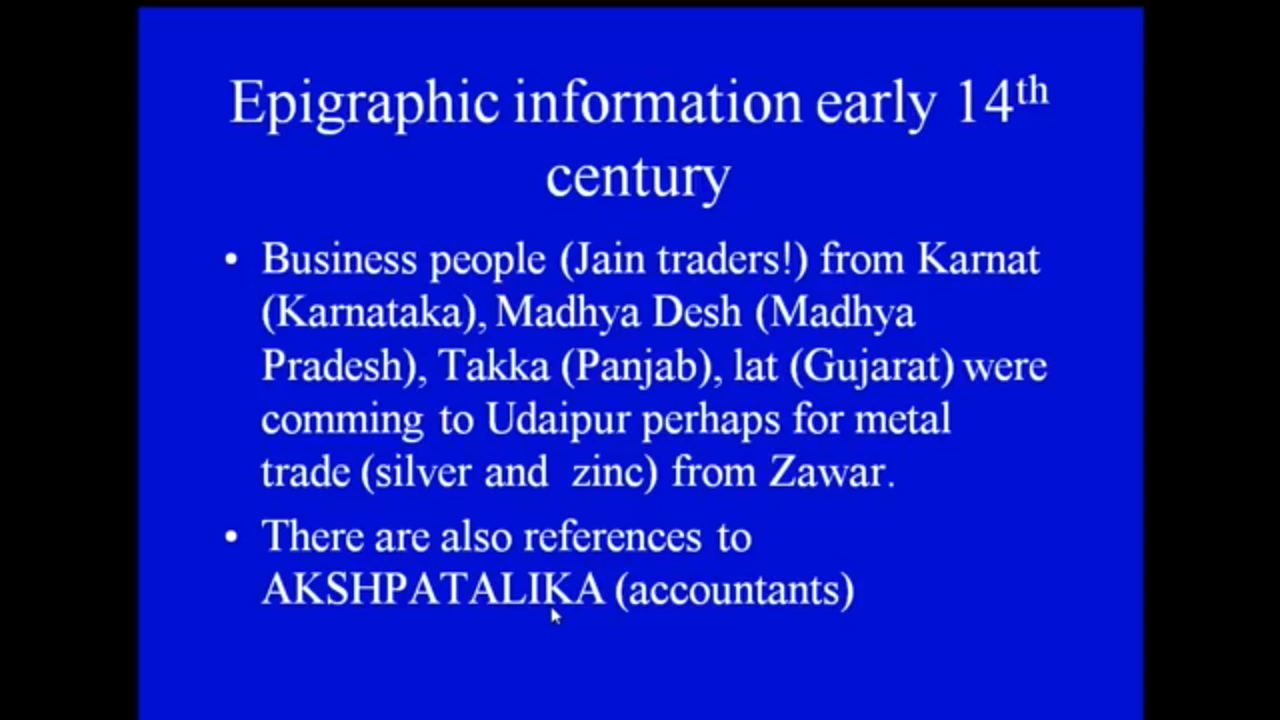 Epigraphic information early 14th
century
• Business people (Jain traders!) from Karnat
(Karnataka), Madhya Desh (Madhya
Pradesh), Takka (Panjab), lat (Gujarat) were
comming to Udaipur perhaps for metal
trade (silver and zinc) from Zawar.
• There are also references to
AKSHPATALIKA (accountants)